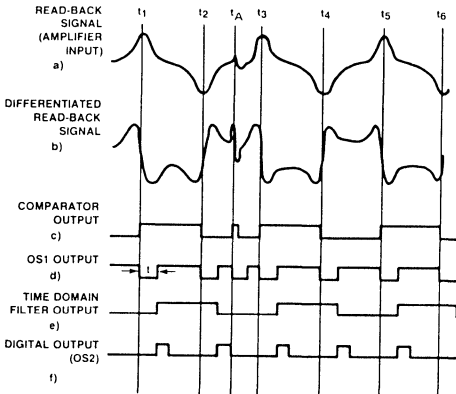 READ-BACK
SIGNAL
(AMPLIFIER
INPUT)
a)
t1 t2 tA t3 t4 t5 t6
DIFFERENTIATED
READ-BACK
SIGNAL
b)
COMPARATOR
OUTPUT
c)
OS1 OUTPUT
d)
t
TIME DOMAIN
FILTER OUTPUT
e)
DIGITAL OUTPUT
(OS2)
f)